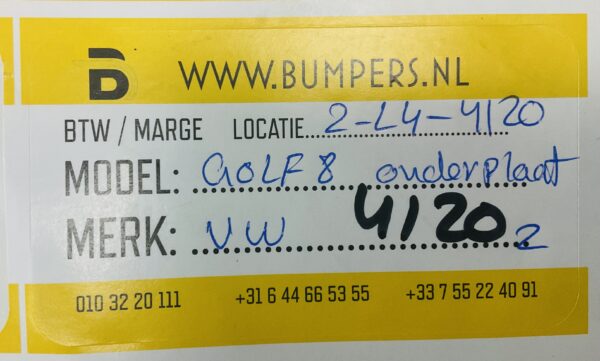 B WWW.BUMPERS.NL
BTW / MARGE LOCATIE 2-L4-4120
MODEL: GOLF 8 onderplaat
MERK: VW 4120 2
010 32 20 111 +31 6 44 66 53 55 +33 7 55 22 40 91